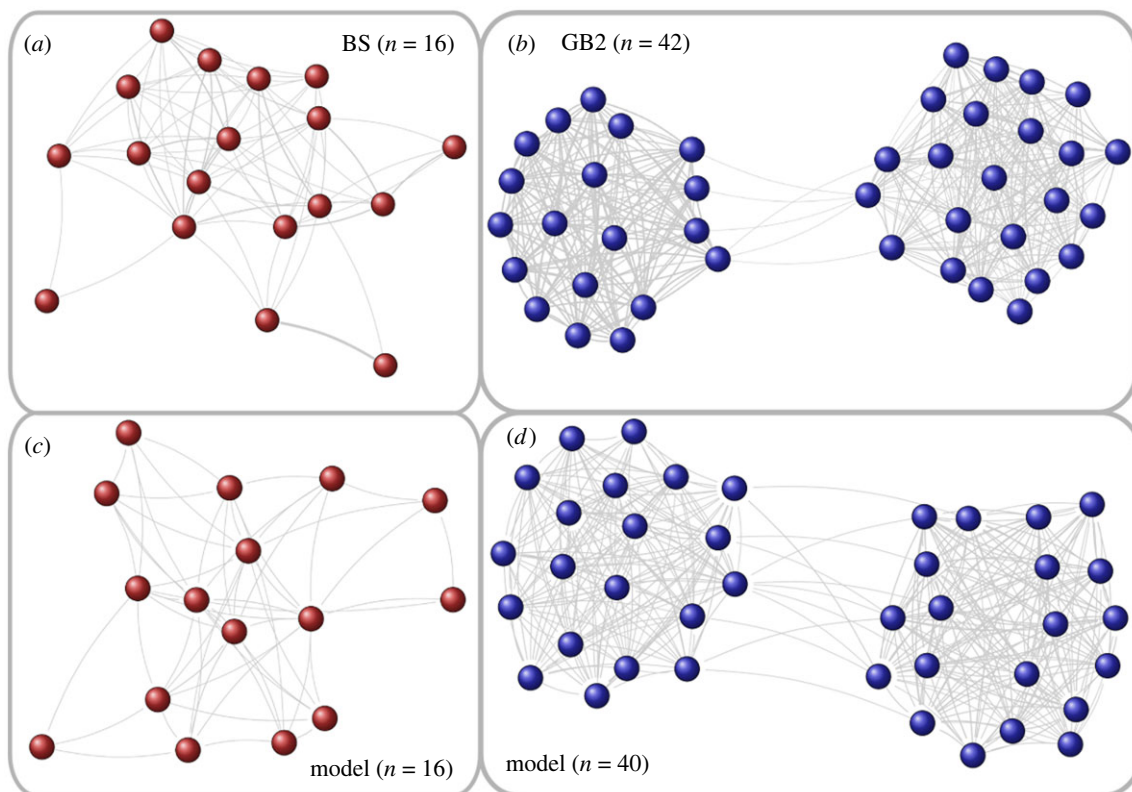 (a) BS (n = 16)
(b) GB2 (n = 42)
(c)
model (n = 16)
(d)
model (n = 40)